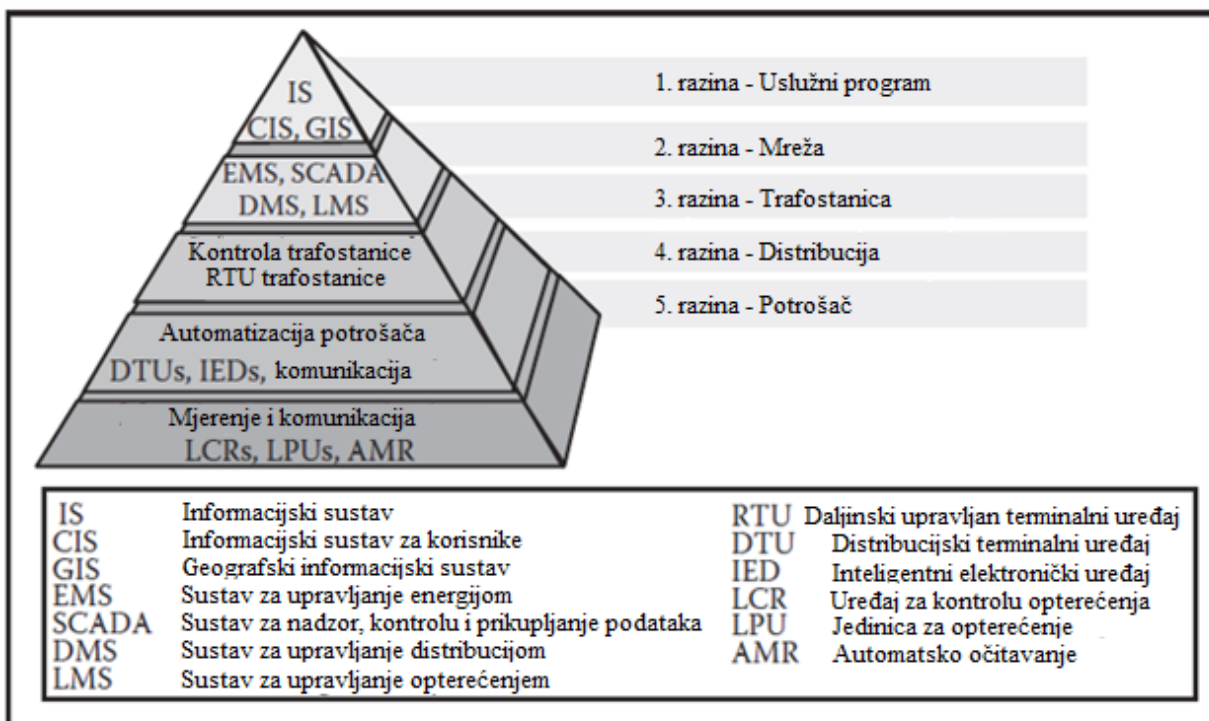 IS
CIS, GIS
EMS, SCADA
DMS, LMS
Kontrola trafostanice
RTU trafostanice
Automatizacija potrošača
DTUs, IEDs, komunikacija
Mjerenje i komunikacija
LCRs, LPUs, AMR
1. razina - Uslužni program
2. razina - Mreža
3. razina - Trafostanica
4. razina - Distribucija
5. razina - Potrošač
IS Informacijski sustav
CIS Informacijski sustav za korisnike
GIS Geografski informacijski sustav
EMS Sustav za upravljanje energijom
SCADA Sustav za nadzor, kontrolu i prikupljanje podataka
DMS Sustav za upravljanje distribucijom
LMS Sustav za upravljanje opterećenjem
RTU Daljinski upravljan terminalni uređaj
DTU Distribucijski terminalni uređaj
IED Inteligentni elektronički uređaj
LCR Uređaj za kontrolu opterećenja
LPU Jedinica za opterećenje
AMR Automatsko očitavanje